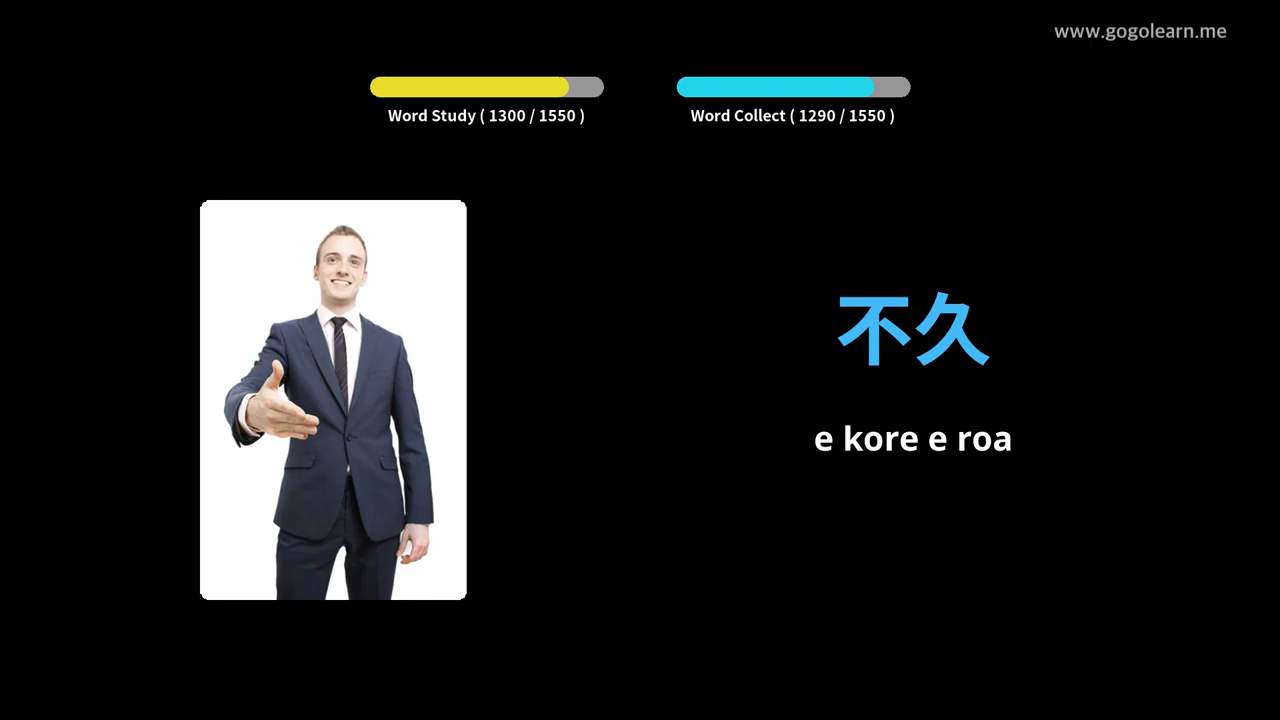 www.gogolearn.me
Word Study ( 1300 / 1550 )
Word Collect ( 1290 / 1550 )
不久
e kore e roa